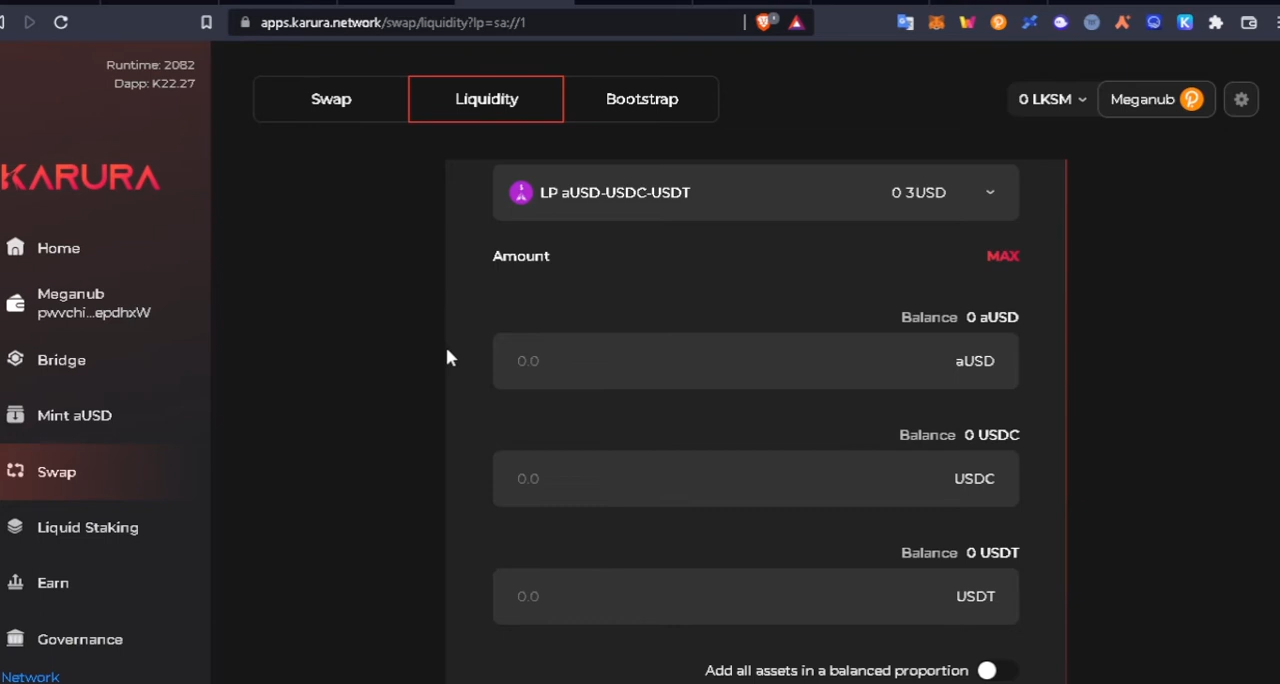 apps.karura.network/swap/liquidity?lp=sa://1
Runtime: 2082
Dapp: K22.27
KARURA
Home
Meganub
pwvchi...epdhxW
Bridge
Mint aUSD
Swap
Liquid Staking
Earn
Governance
Network
Swap
Liquidity
Bootstrap
0 LKSM
Meganub
LP aUSD-USDC-USDT
0 3USD
Amount
MAX
Balance 0 aUSD
0.0
aUSD
Balance 0 USDC
0.0
USDC
Balance 0 USDT
0.0
USDT
Add all assets in a balanced proportion